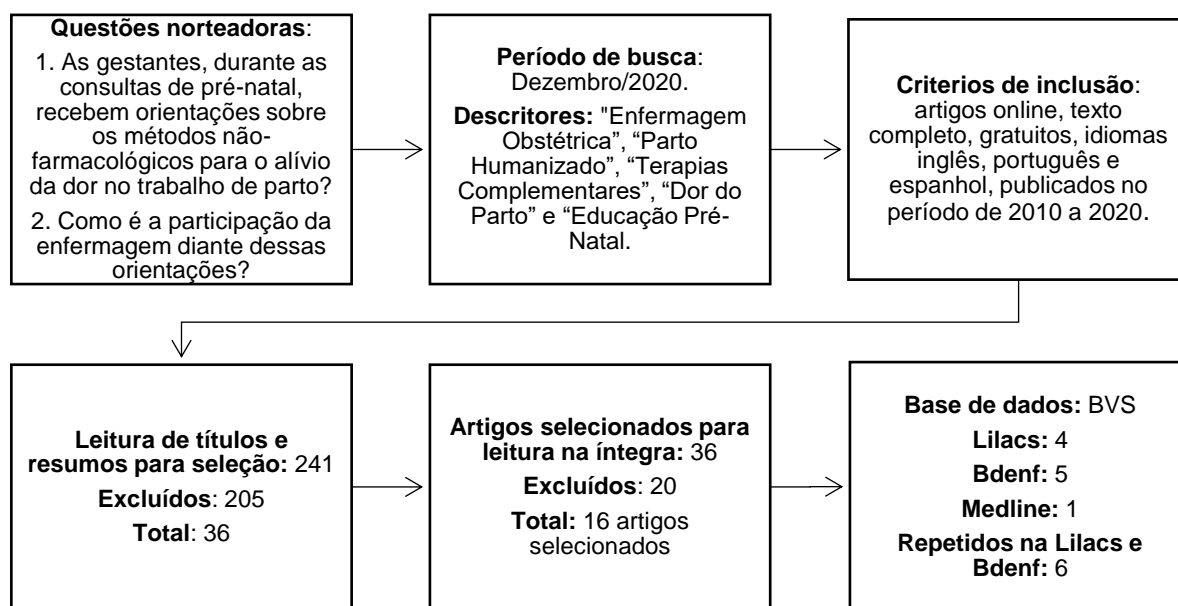 Questões norteadoras:
1. As gestantes, durante as
consultas de pré-natal,
recebem orientações sobre
os métodos não-
farmacológicos para o alívio
da dor no trabalho de parto?
2. Como é a participação da
enfermagem diante dessas
orientações?
Período de busca:
Dezembro/2020.
Descritores: "Enfermagem
Obstétrica”, “Parto
Humanizado”, “Terapias
Complementares”, “Dor do
Parto” e “Educação Pré-
Natal.
Criterios de inclusão:
artigos online, texto
completo, gratuitos, idiomas
inglês, português e
espanhol, publicados no
período de 2010 a 2020.
Leitura de títulos e
resumos para seleção: 241
Excluídos: 205
Total: 36
Artigos selecionados para
leitura na íntegra: 36
Excluídos: 20
Total: 16 artigos
selecionados
Base de dados: BVS
Lilacs: 4
Bdenf: 5
Medline: 1
Repetidos na Lilacs e
Bdenf: 6